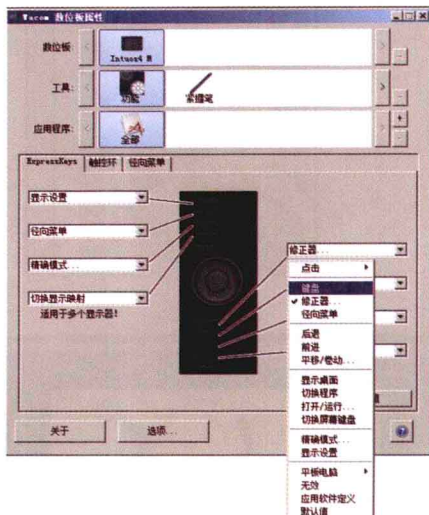 Wacom 数位板属性
数位板:
Intuos4 M
工具:
功能
索描笔
应用程序:
全部
ExpressKeys
触控环
径向菜单
显示设置
径向菜单
精确模式...
切换显示映射
适用于多个显示器!
修正器...
点击
键盘
修正器...
径向菜单
后退
前进
平移/卷动...
显示桌面
切换程序
打开/运行...
切换屏幕键盘
精确模式...
显示设置
平板电脑
无效
应用软件定义
默认值
关于
选项...